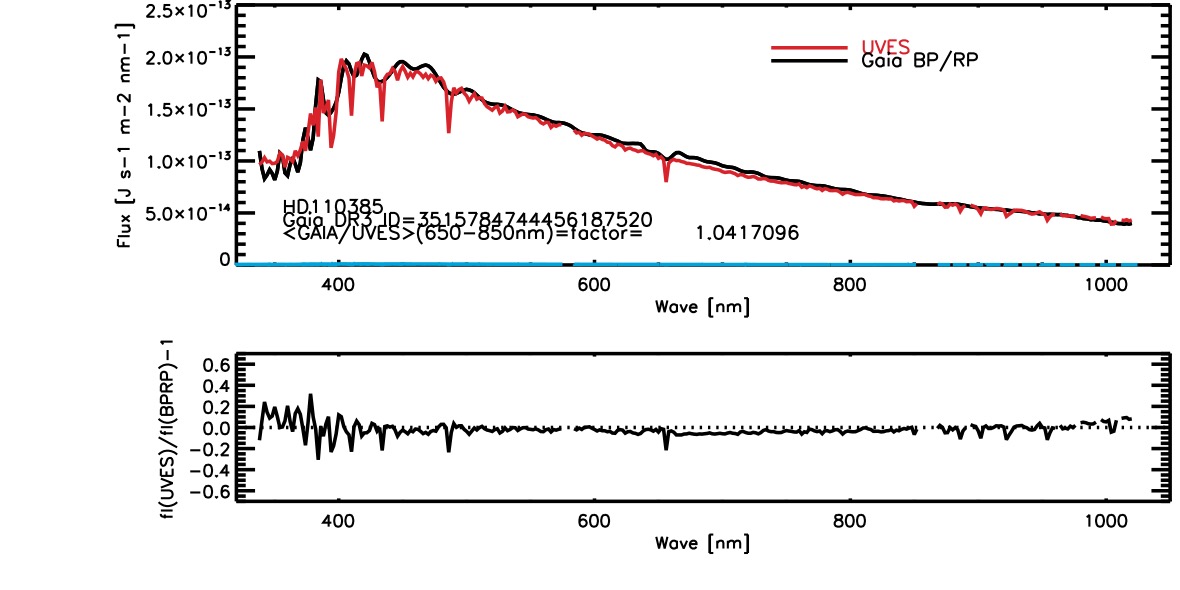 2.5×10−13
2.0×10−13
1.5×10−13
1.0×10−13
5.0×10−14
0
Flux [J s−1 m−2 nm−1]
UVES
Gaia BP/RP
HD110385
Gaia DR3 ID=3515784744456187520
<GAIA/UVES>(650−850nm)=factor= 1.0417096
400 600 800 1000
Wave [nm]
0.6
0.4
0.2
0.0
−0.2
−0.4
−0.6
fl(UVES)/fl(BPRP)−1
400 600 800 1000
Wave [nm]